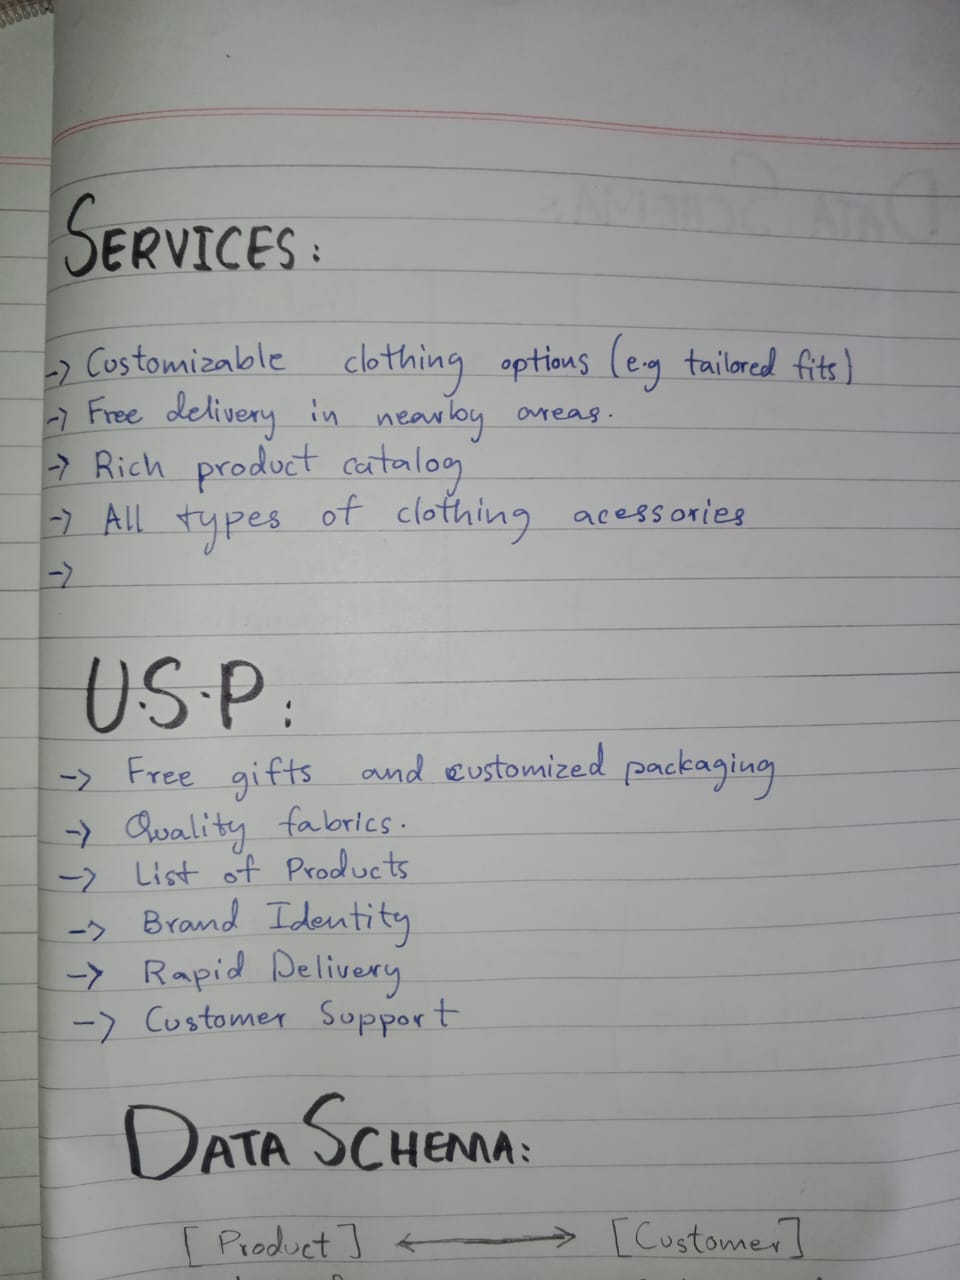 SERVICES:
-> Costomizable clothing options (e.g tailored fits)
-> Free delivery in nearby areas.
-> Rich product catalog
-> All types of clothing acessories
->
U.S.P:
-> Free gifts and customized packaging
-> Quality fabrics.
-> List of Products
-> Brand Identity
-> Rapid Delivery
-> Customer Support
DATA SCHEMA:
[Product] <-> [Customer]